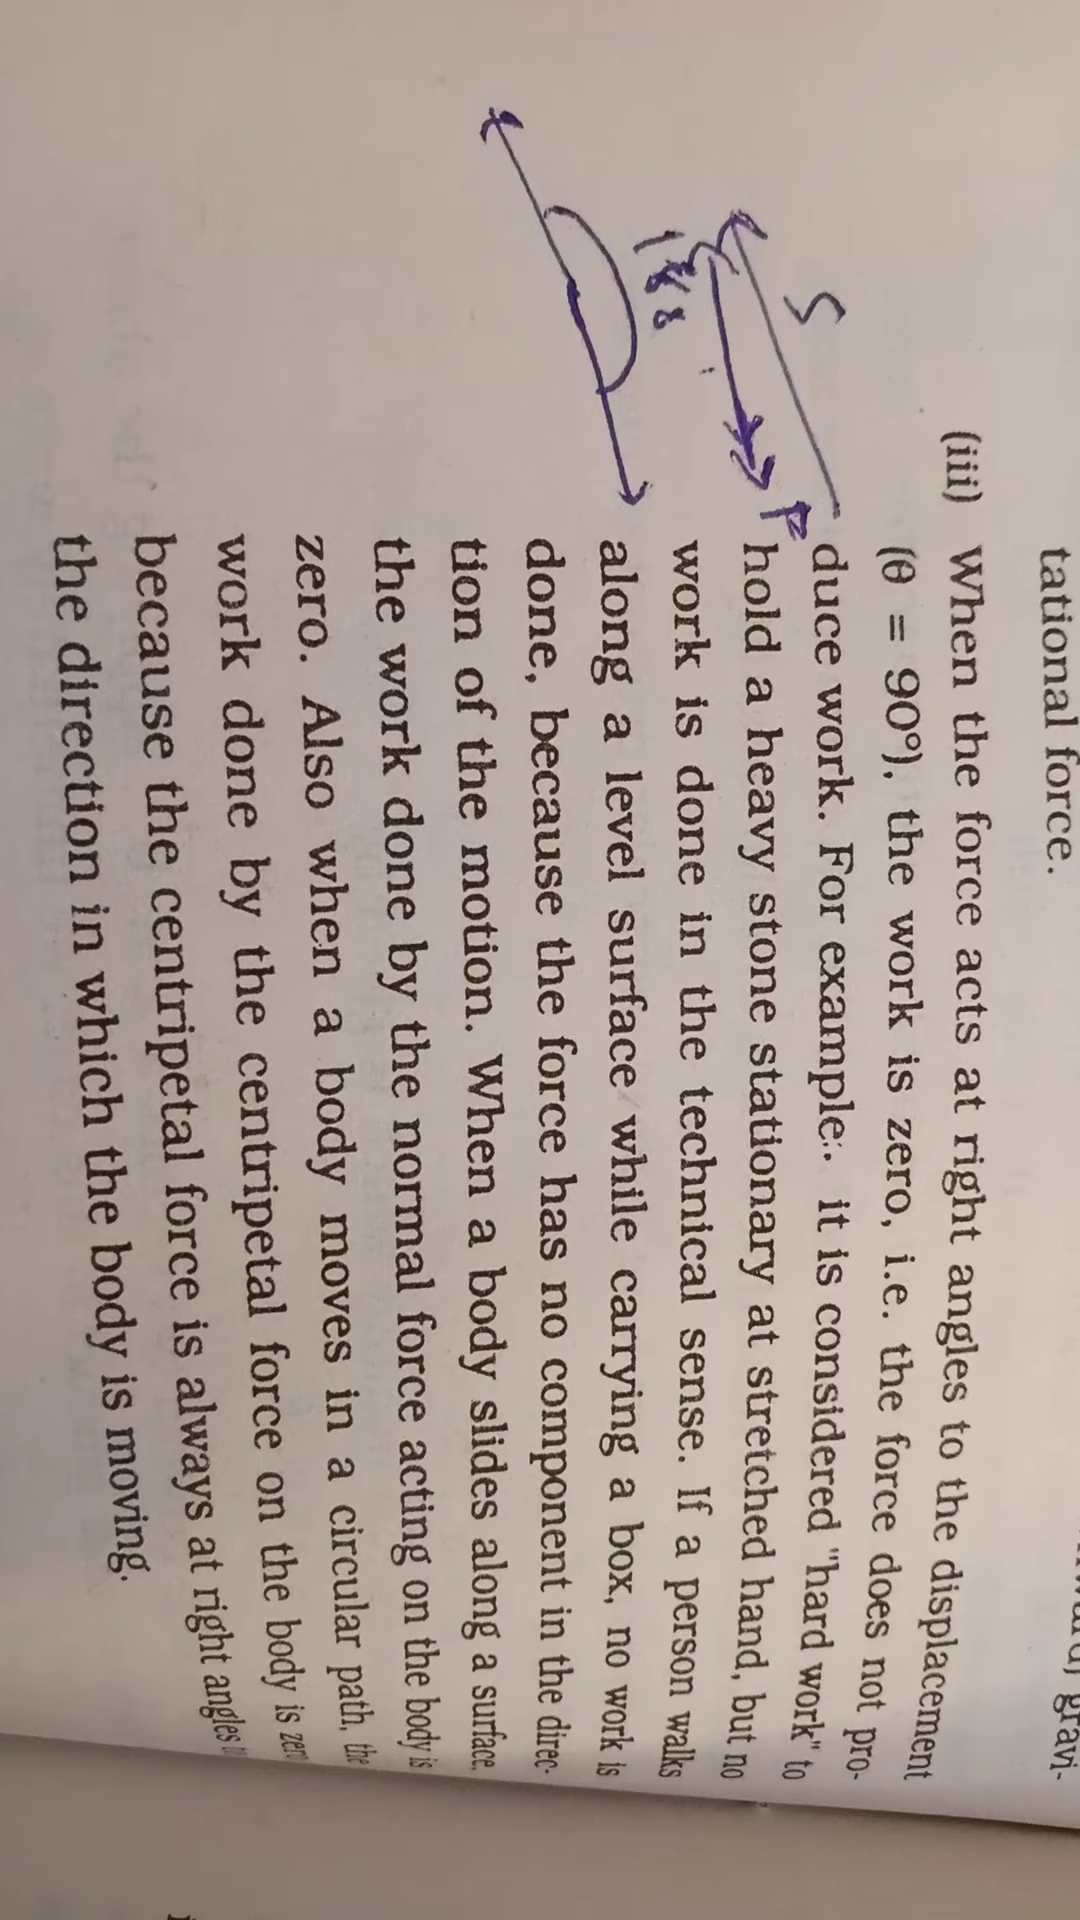 tational force.
(iii) When the force acts at right angles to the displacement
(θ = 90°), the work is zero, i.e. the force does not pro-
duce work. For example:. it is considered "hard work" to
hold a heavy stone stationary at stretched hand, but no
work is done in the technical sense. If a person walks
along a level surface while carrying a box, no work is
done, because the force has no component in the direc-
tion of the motion. When a body slides along a surface,
the work done by the normal force acting on the body is
zero. Also when a body moves in a circular path, the
work done by the centripetal force on the body is zero
because the centripetal force is always at right angles
the direction in which the body is moving.
gravi-
S
F